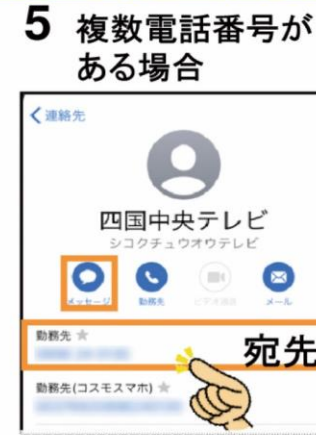 5 複数電話番号が
ある場合
連絡先
四国中央テレビ
シコクチュウオウテレビ
メッセージ 勤務先 ビデオ通話 メール
勤務先
宛先
勤務先(コスモスマホ)